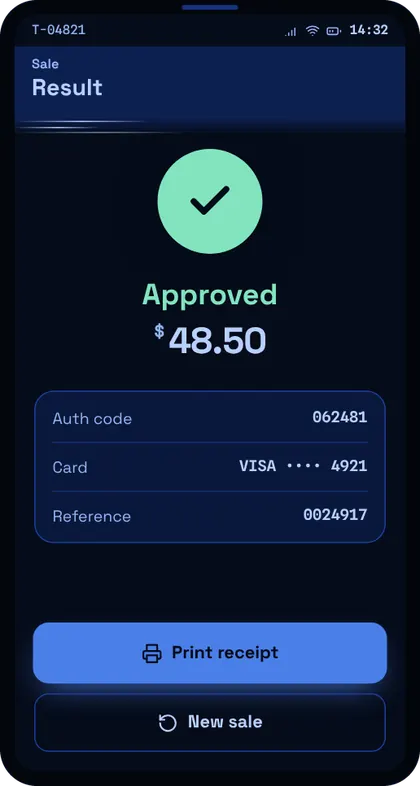 T-04821 14:32
Sale
Result
Approved
$48.50
Auth code 062481
Card VISA •••• 4921
Reference 0024917
Print receipt
New sale